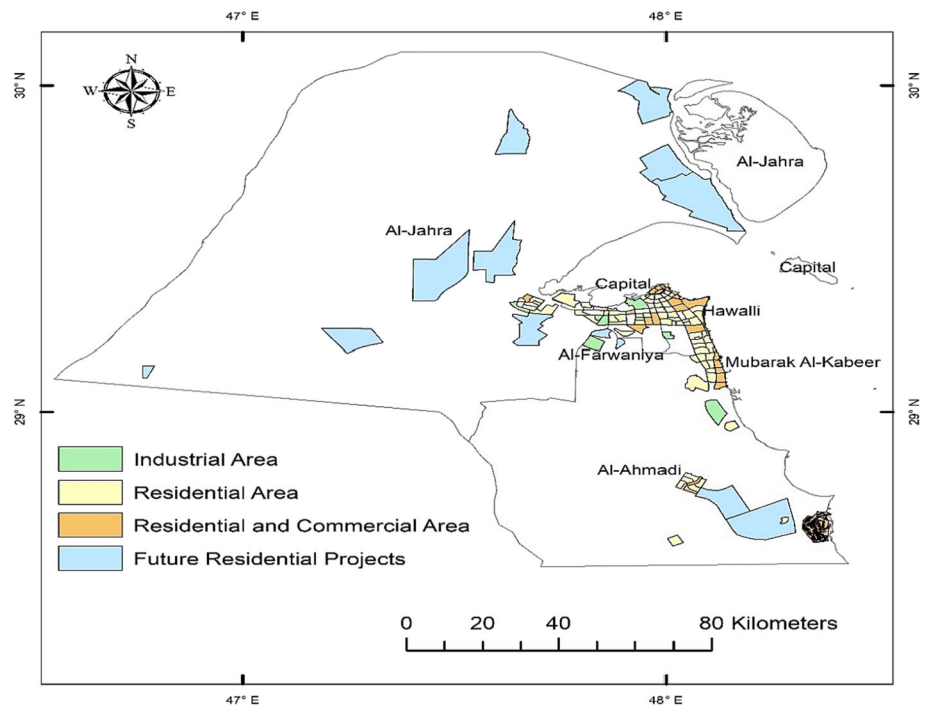 47° E
48° E
N
W
E
S
30° N
30° N
Al-Jahra
Al-Jahra
Capital
Capital
Hawalli
Al-Farwaniya
Mubarak Al-Kabeer
29° N
29° N
Al-Ahmadi
Industrial Area
Residential Area
Residential and Commercial Area
Future Residential Projects
0
20
40
80 Kilometers
47° E
48° E